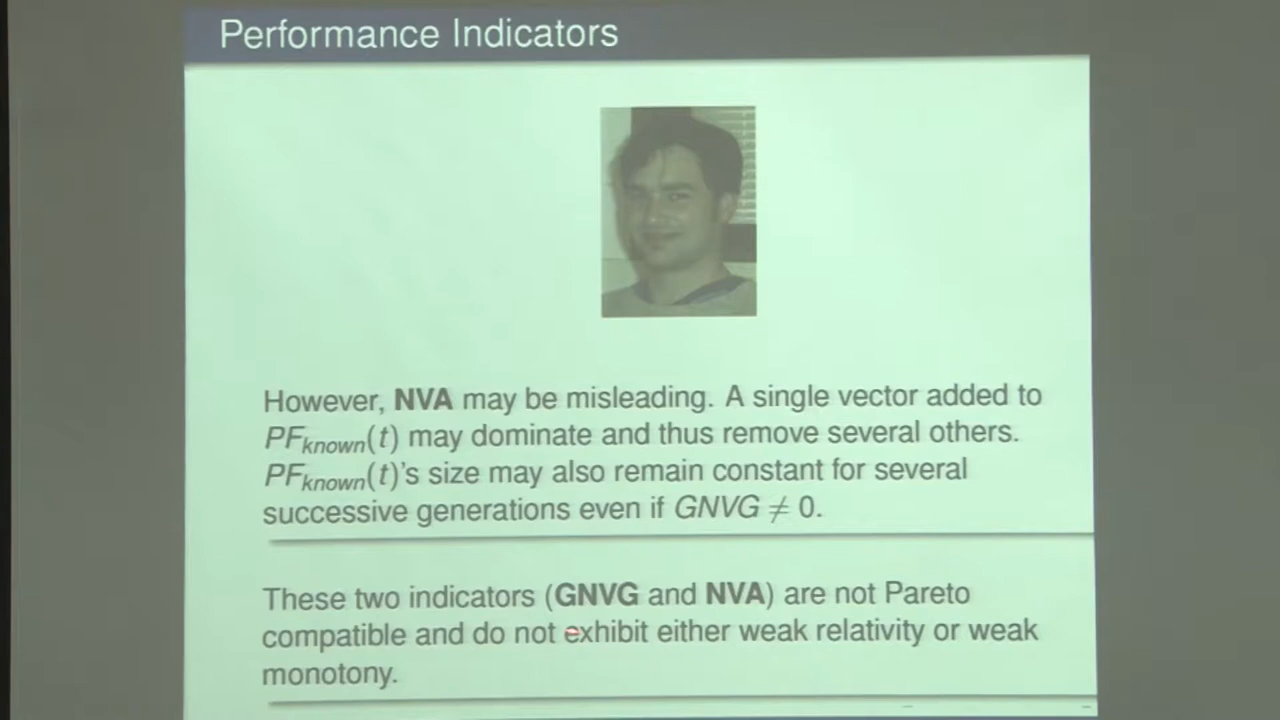 Performance Indicators
However, NVA may be misleading. A single vector added to
PFknown(t) may dominate and thus remove several others.
PFknown(t)'s size may also remain constant for several
successive generations even if GNVG ≠ 0.
These two indicators (GNVG and NVA) are not Pareto
compatible and do not exhibit either weak relativity or weak
monotony.